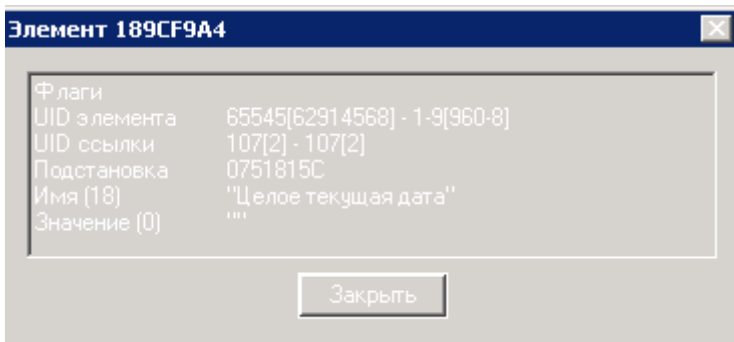 Элемент 189CF9A4
Флаги
UID элемента 65545[62914568] - 1-9[960-8]
UID ссылки 107[2] - 107[2]
Подстановка 0751815C
Имя (18) "Целое текущая дата"
Значение (0) ""
Закрыть